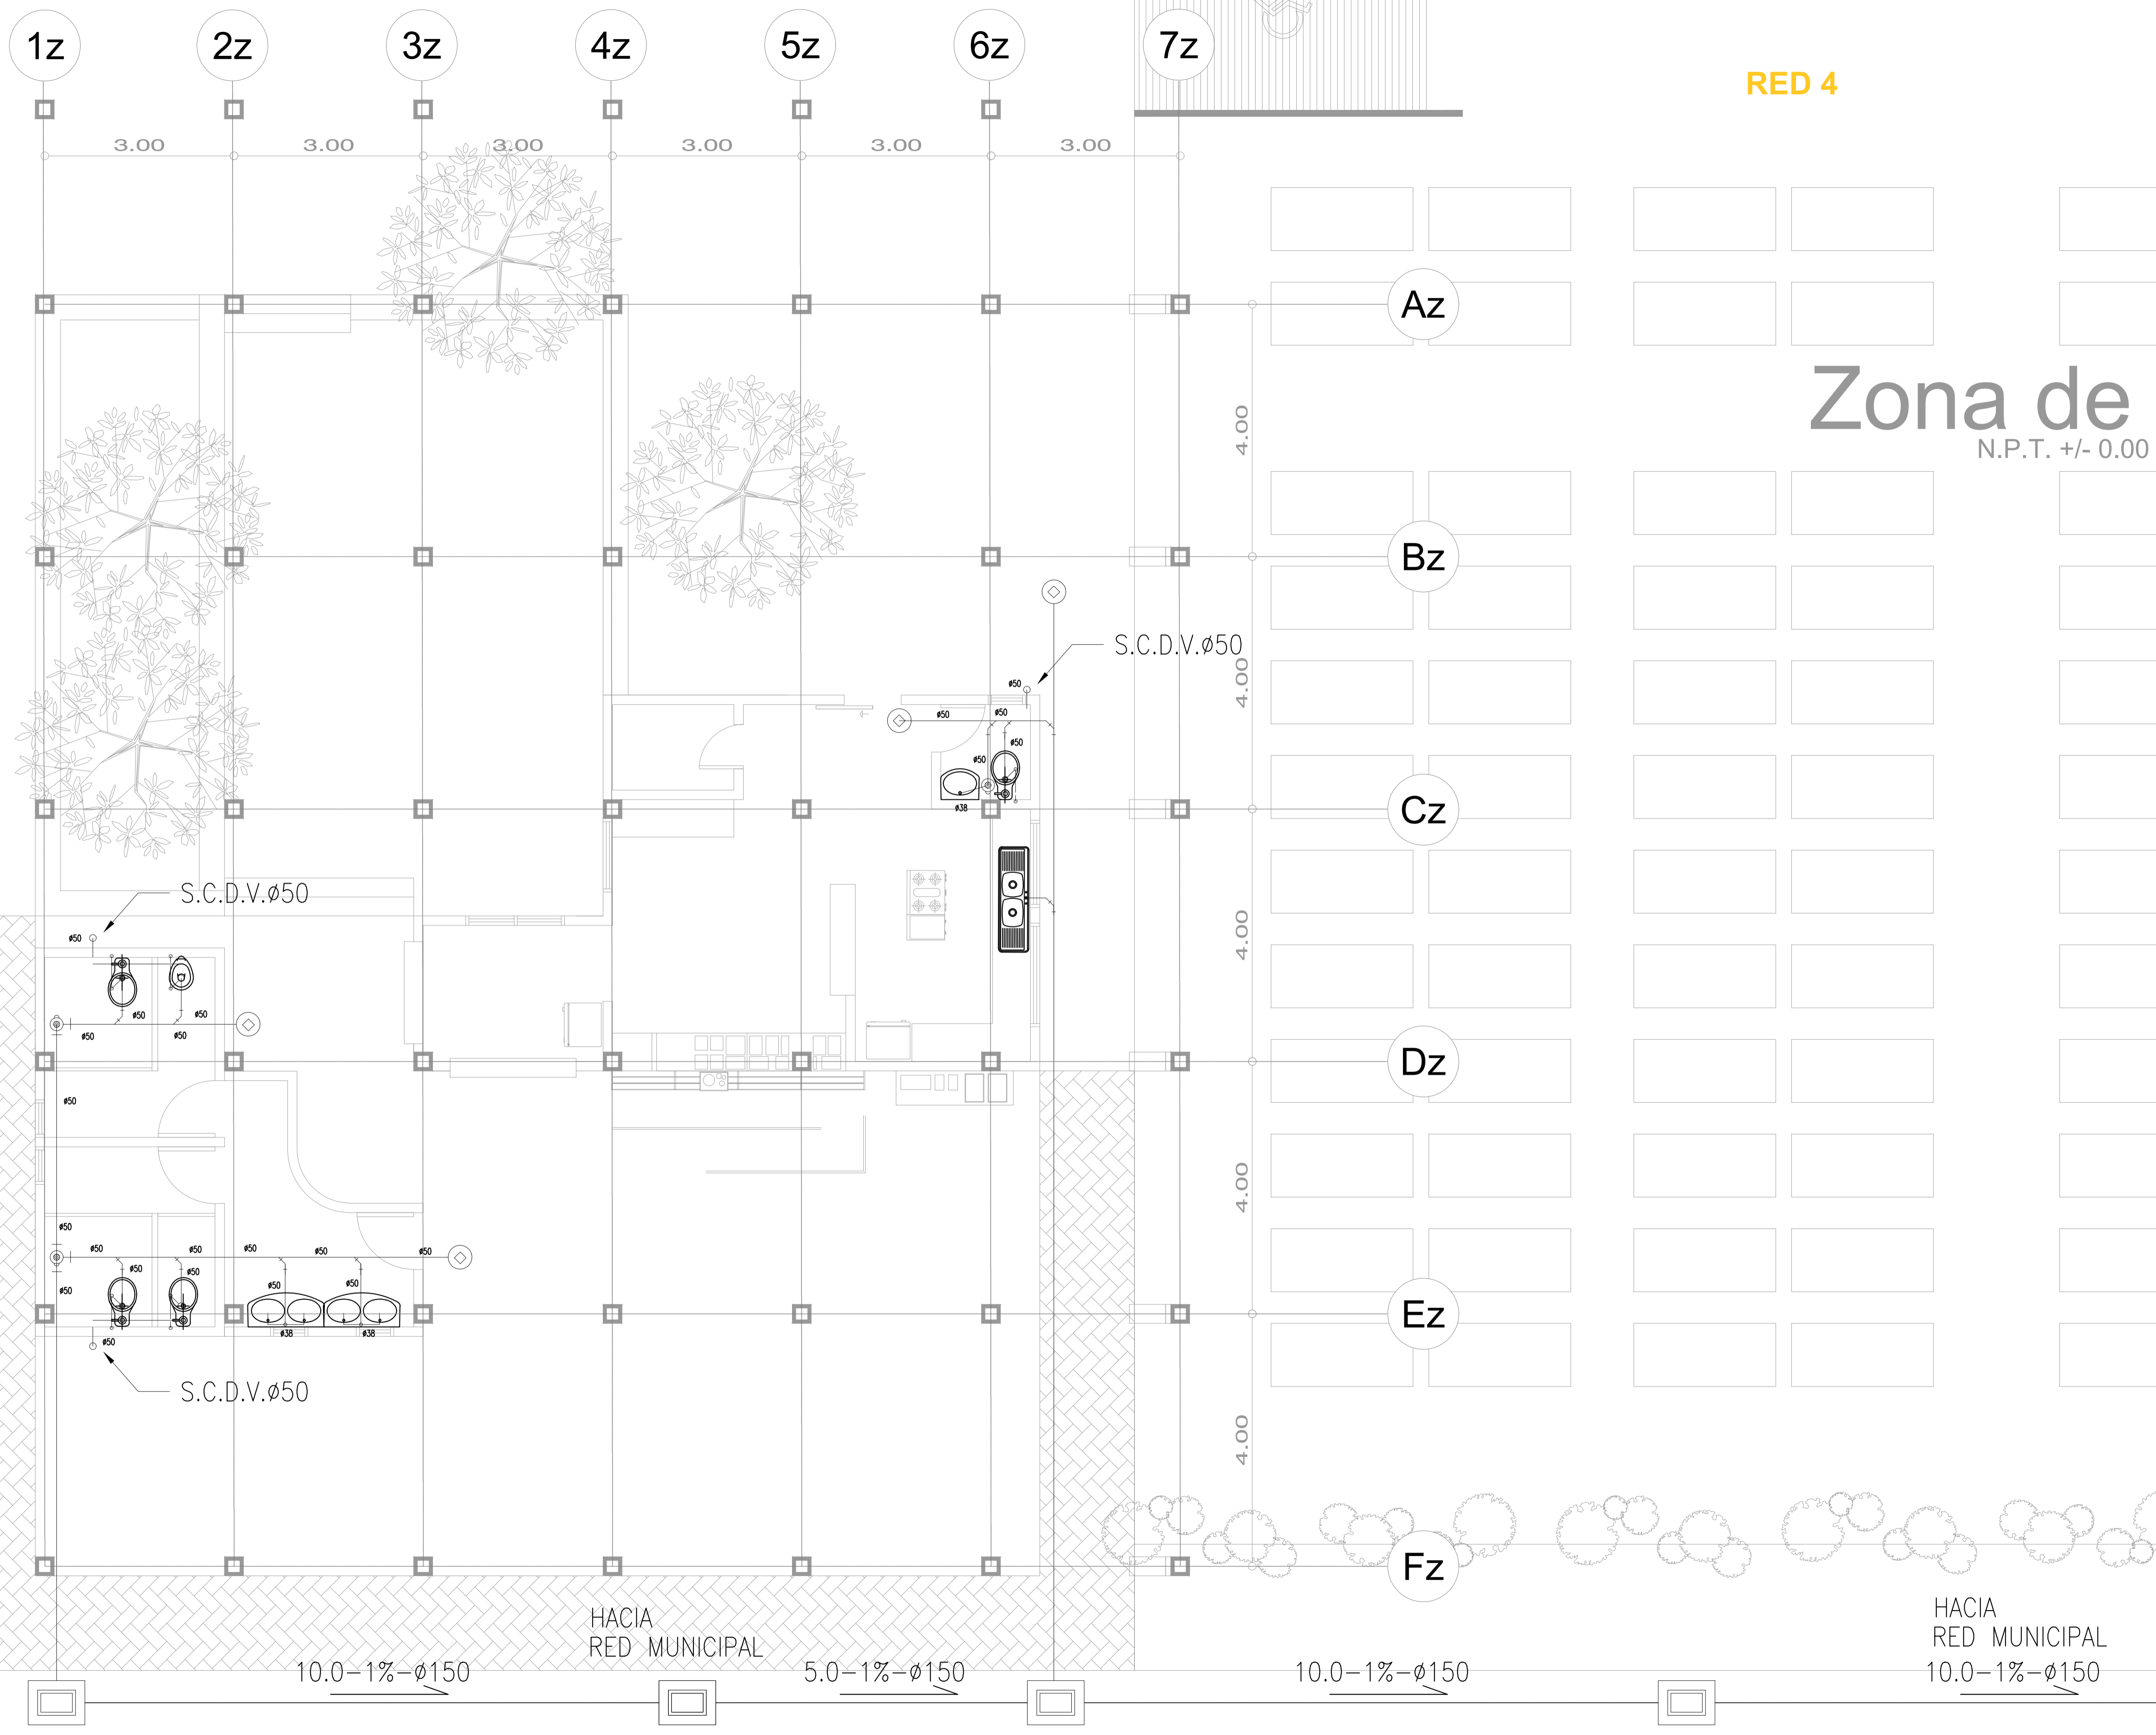 1z 2z 3z 4z 5z 6z 7z
RED 4
3.00 3.00 3.00 3.00 3.00 3.00
Az
Zona de
N.P.T. +/- 0.00
4.00
Bz
S.C.D.V.ø50
4.00
ø50
ø50 ø50
ø50
ø50
ø38
Cz
S.C.D.V.ø50
4.00
ø50
ø50 ø50
ø50 ø50
Dz
ø50
4.00
ø50
ø50 ø50 ø50 ø50 ø50
ø50 ø50
ø50 ø50
ø50
Ez
ø38 ø38
ø50
S.C.D.V.ø50
4.00
Fz
HACIA
RED MUNICIPAL
HACIA
RED MUNICIPAL
10.0-1%-ø150 5.0-1%-ø150 10.0-1%-ø150 10.0-1%-ø150